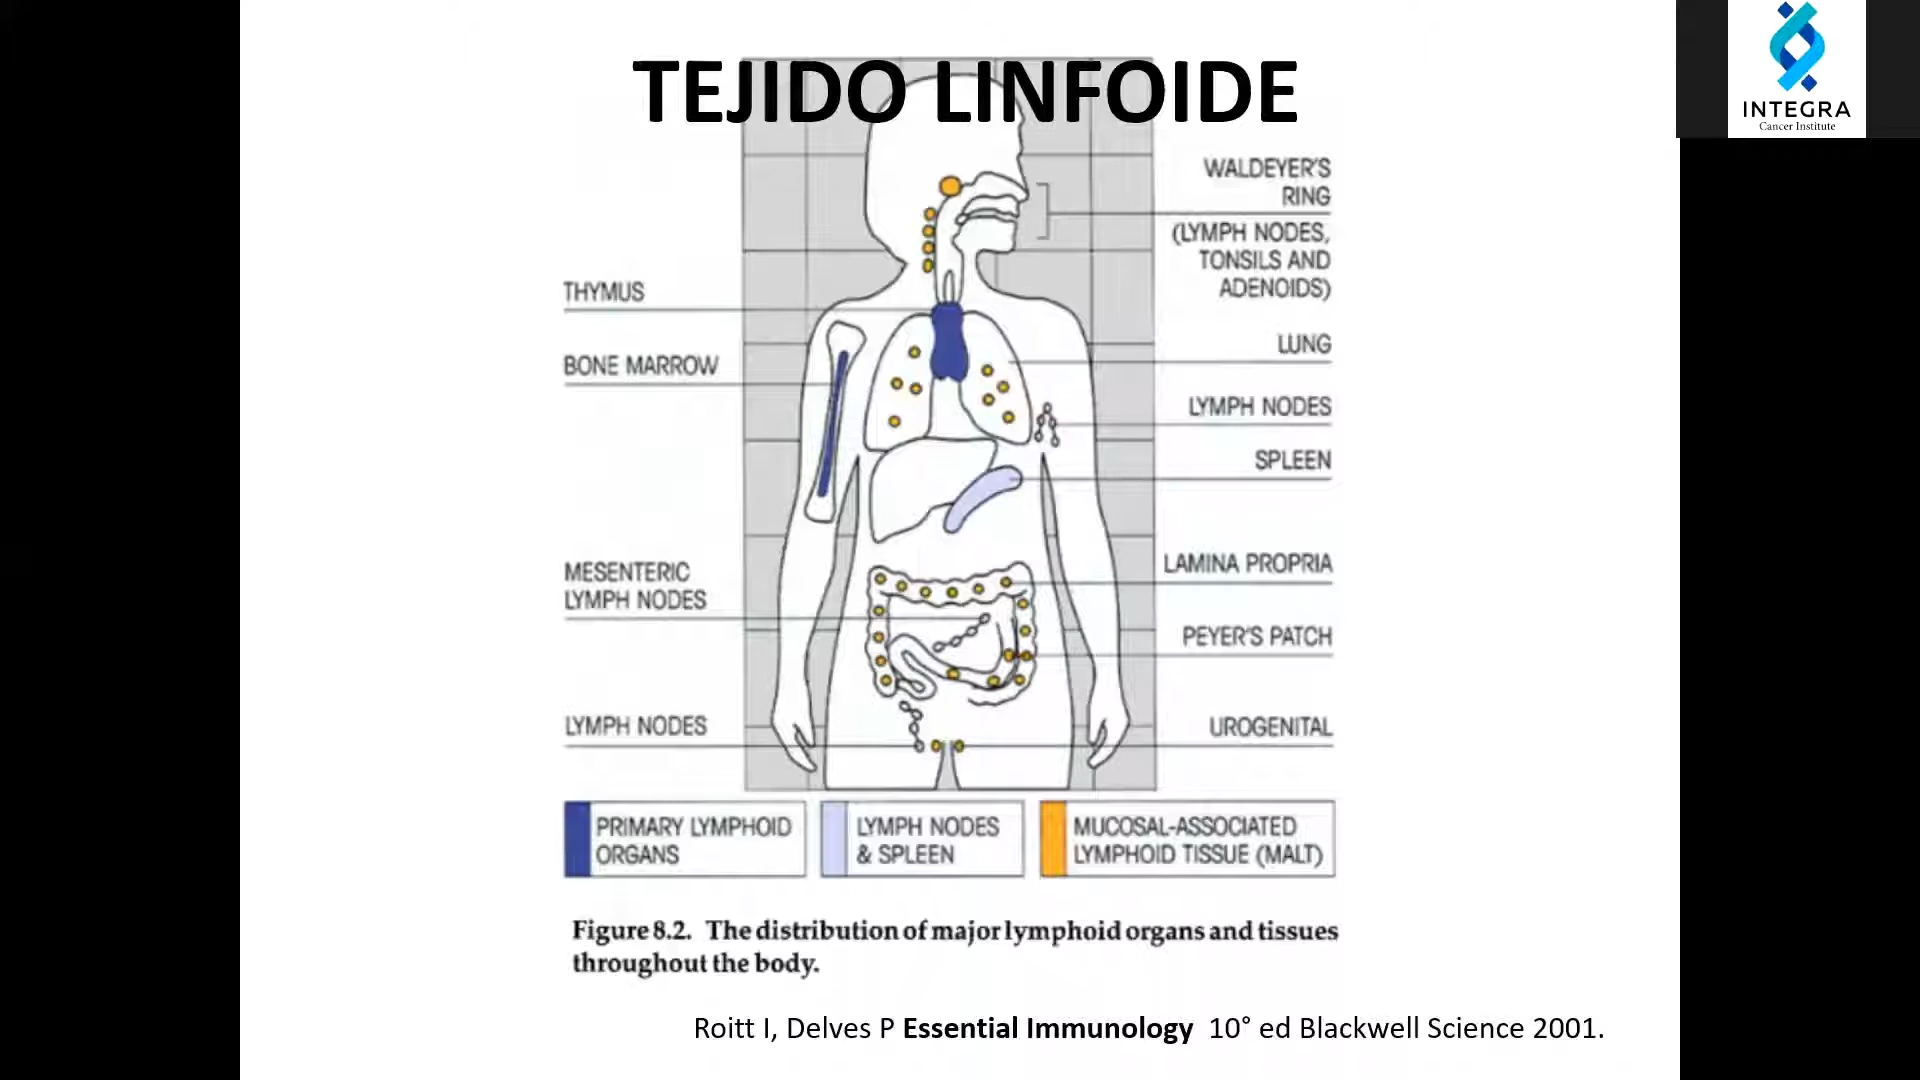 TEJIDO LINFOIDE
INTEGRA
Cancer Institute
WALDEYER'S
RING
(LYMPH NODES,
TONSILS AND
ADENOIDS)
THYMUS
LUNG
BONE MARROW
LYMPH NODES
SPLEEN
LAMINA PROPRIA
MESENTERIC
LYMPH NODES
PEYER'S PATCH
LYMPH NODES
UROGENITAL
PRIMARY LYMPHOID
ORGANS
LYMPH NODES
& SPLEEN
MUCOSAL-ASSOCIATED
LYMPHOID TISSUE (MALT)
Figure 8.2. The distribution of major lymphoid organs and tissues
throughout the body.
Roitt I, Delves P Essential Immunology 10° ed Blackwell Science 2001.